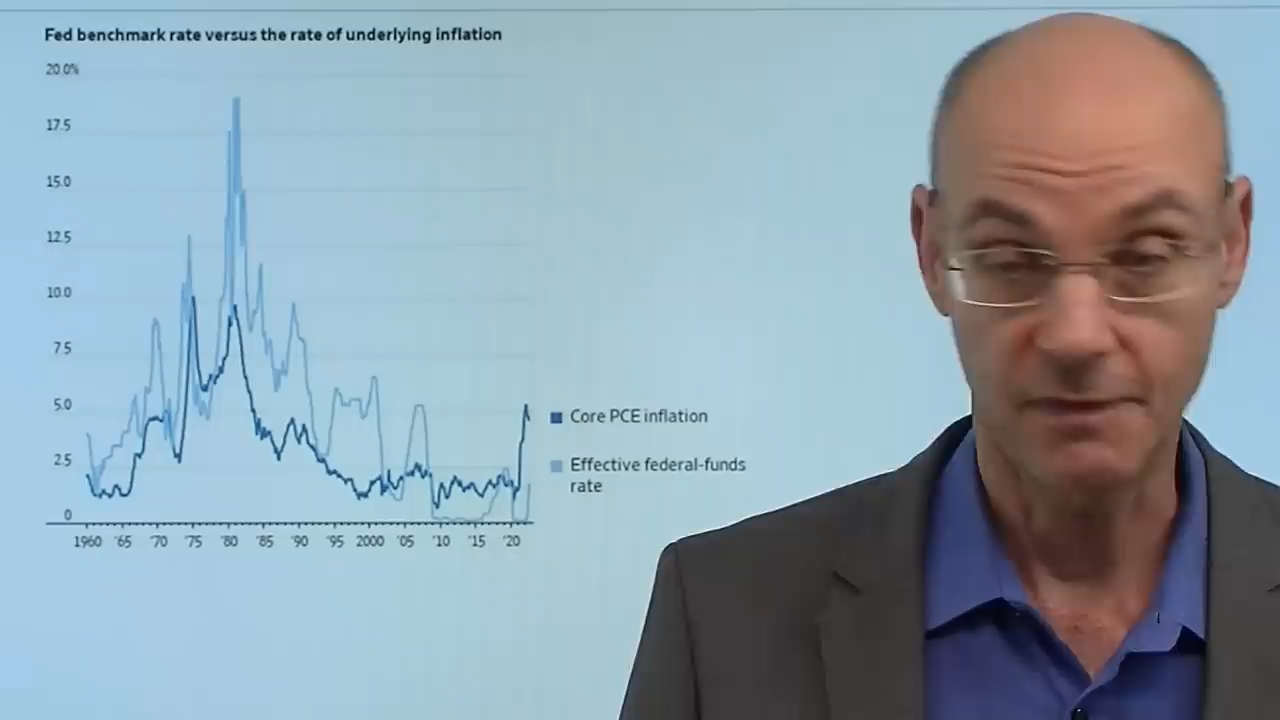 Fed benchmark rate versus the rate of underlying inflation
20.0%
17.5
15.0
12.5
10.0
7.5
5.0
2.5
0
1960 '65 '70 '75 '80 '85 '90 '95 2000 '05 '10 '15 '20
Core PCE inflation
Effective federal-funds
rate